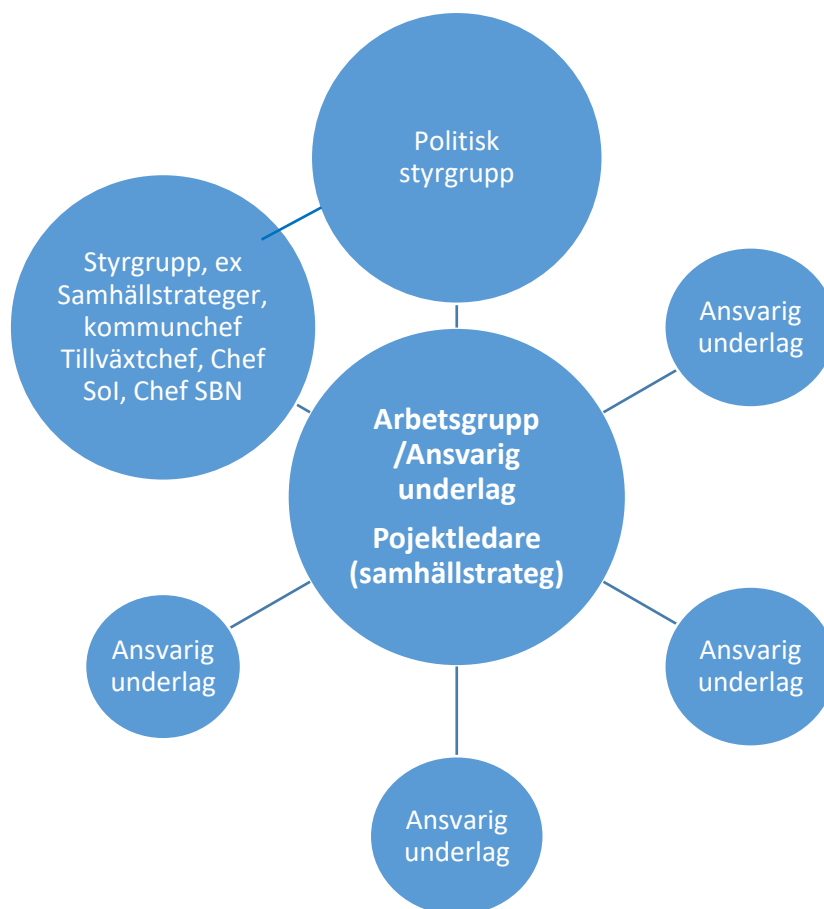 Politisk
styrgrupp
Styrgrupp, ex
Samhällstrateger,
kommunchef
Tillväxtchef, Chef
SoI, Chef SBN
Ansvarig
underlag
Arbetsgrupp
/Ansvarig
underlag
Pojektledare
(samhällstrateg)
Ansvarig
underlag
Ansvarig
underlag
Ansvarig
underlag